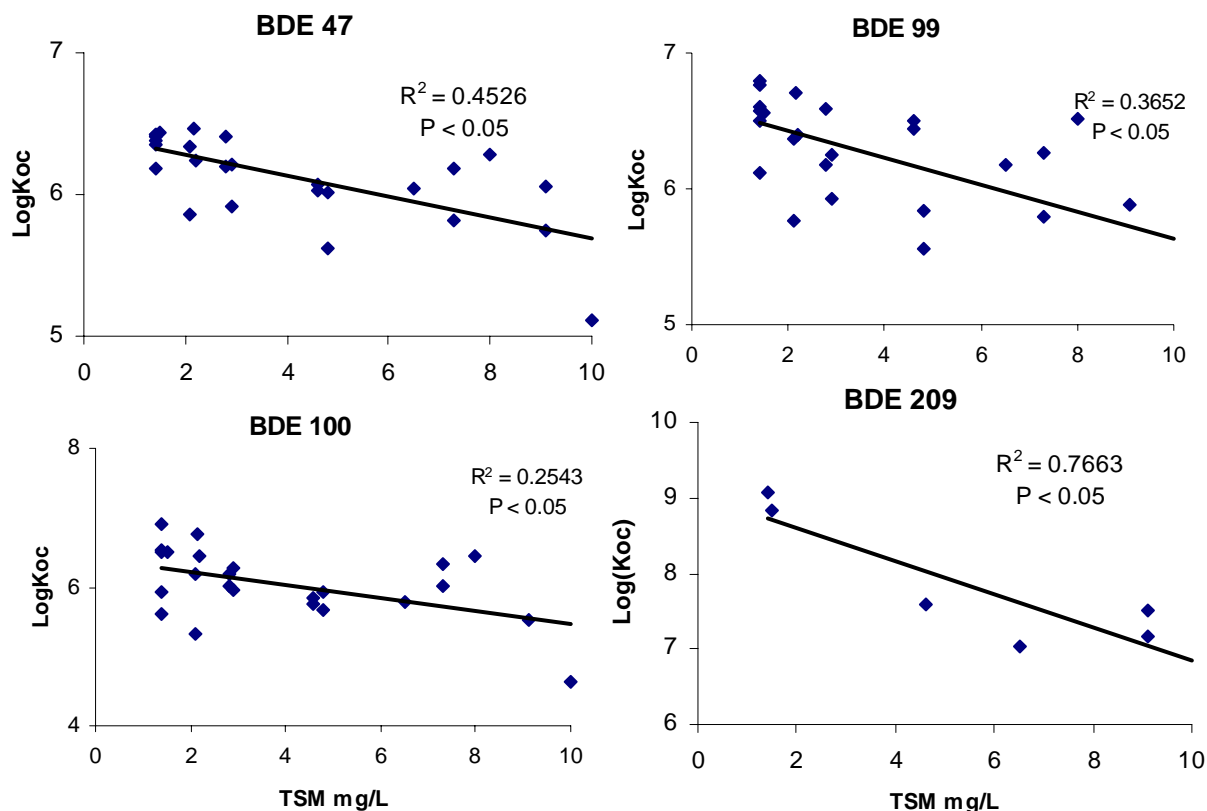 BDE 47
7
6
5
LogKoc
R² = 0.4526
P < 0.05
0 2 4 6 8 10
BDE 99
7
6
5
LogKoc
R² = 0.3652
P < 0.05
0 2 4 6 8 10
BDE 100
8
6
4
LogKoc
R² = 0.2543
P < 0.05
0 2 4 6 8 10
TSM mg/L
BDE 209
10
9
8
7
6
Log(Koc)
R² = 0.7663
P < 0.05
0 2 4 6 8 10
TSM mg/L